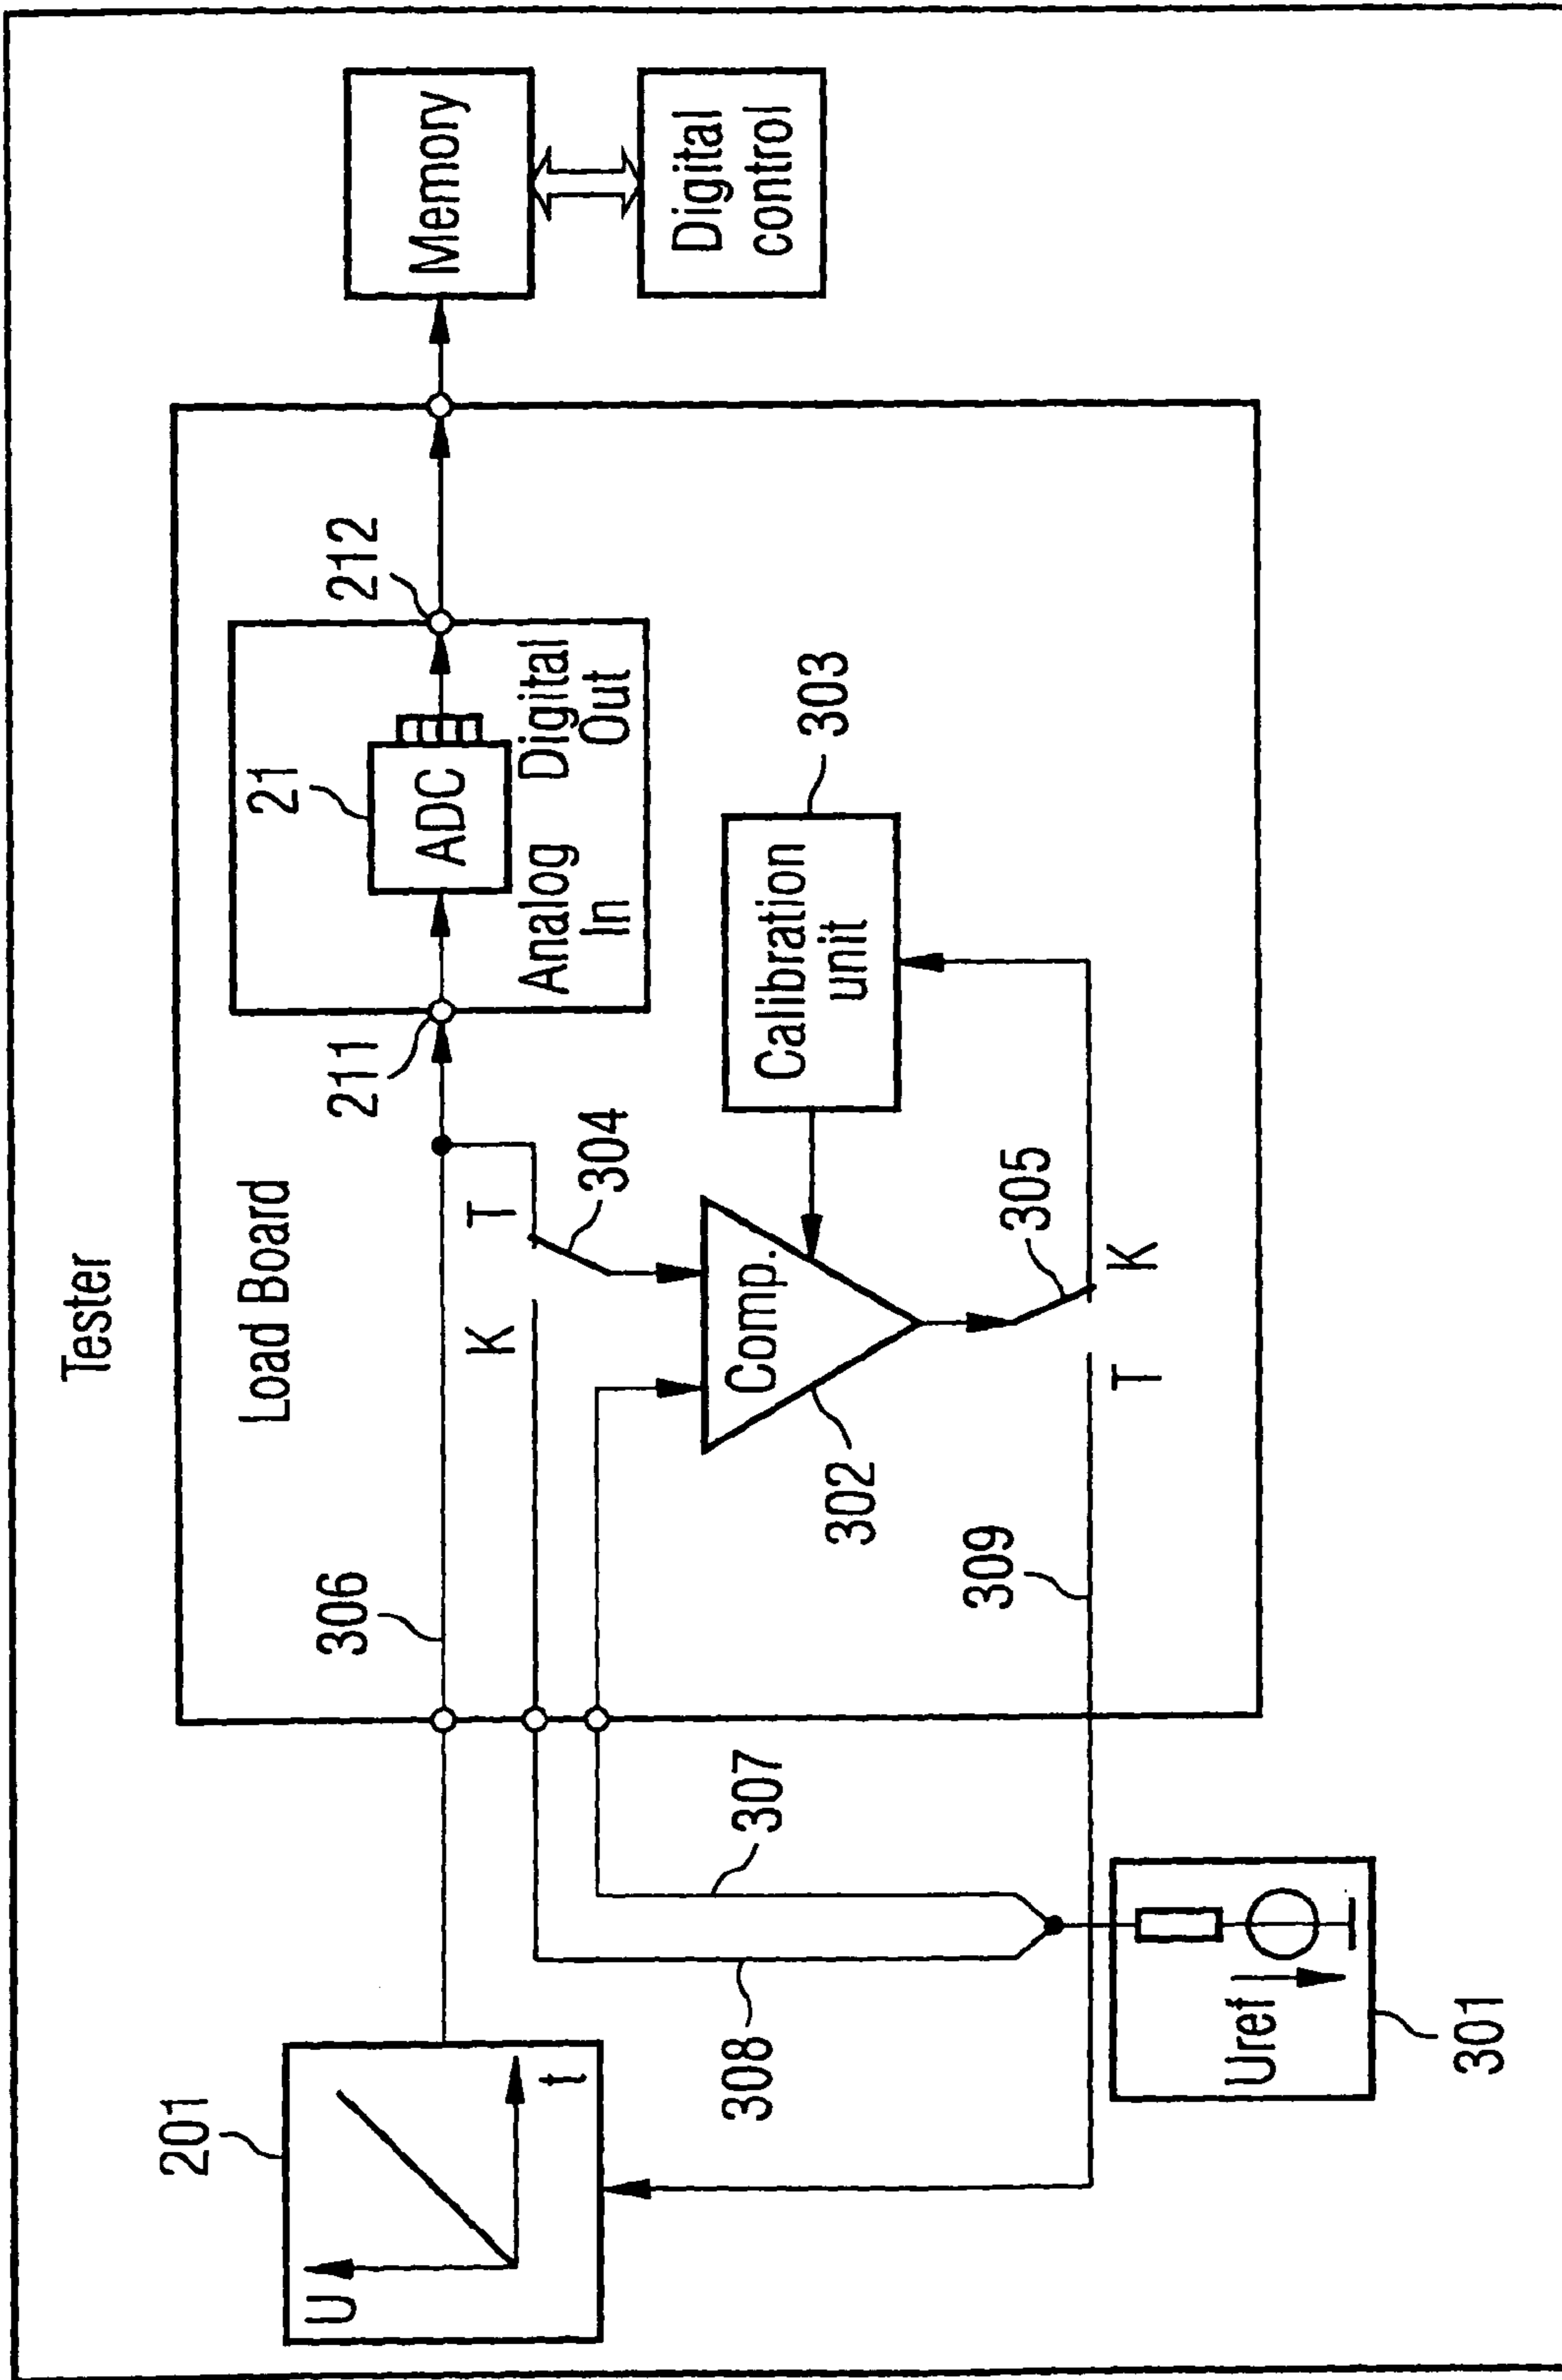 Tester
Load Board
201
U
t
306
211
21
ADC
Analog
In
Digital
Out
212
Memory
Digital
control
K
T
304
308
307
Comp.
302
Calibration
unit
303
309
305
T
K
Uref
301